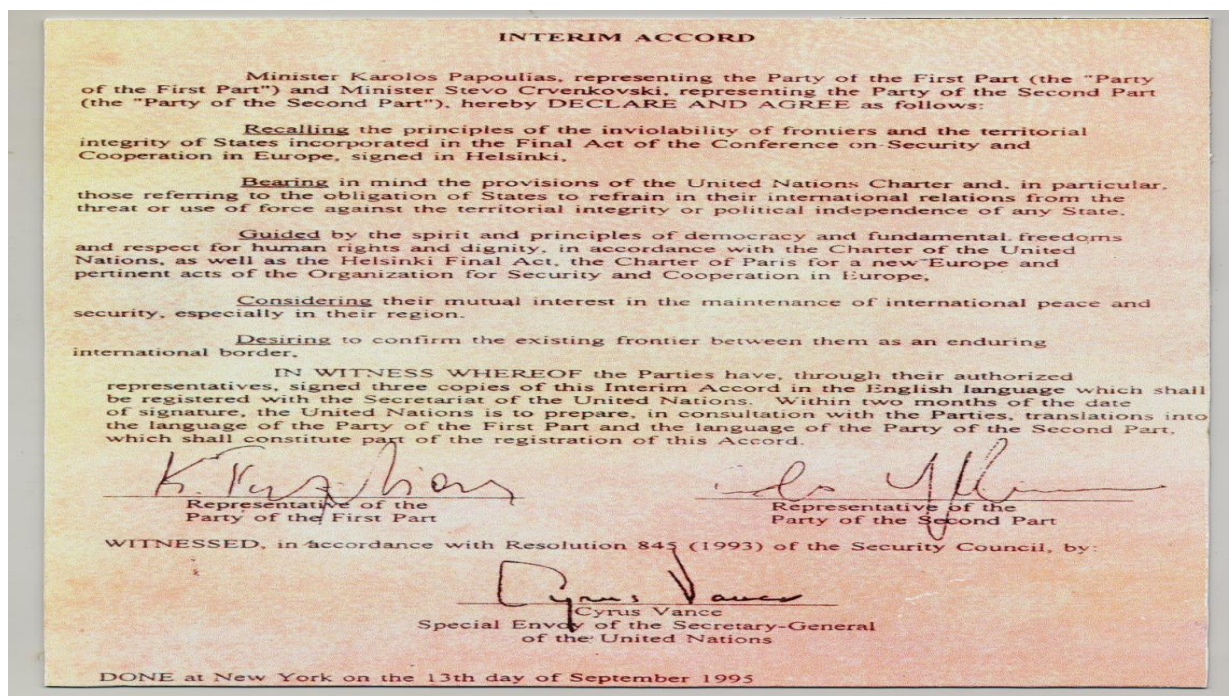 INTERIM ACCORD
Minister Karolos Papoulias, representing the Party of the First Part (the "Party
of the First Part") and Minister Stevo Crvenkovski, representing the Party of the Second Part
(the "Party of the Second Part"), hereby DECLARE AND AGREE as follows:
Recalling the principles of the inviolability of frontiers and the territorial
integrity of States incorporated in the Final Act of the Conference on Security and
Cooperation in Europe, signed in Helsinki,
Bearing in mind the provisions of the United Nations Charter and, in particular,
those referring to the obligation of States to refrain in their international relations from the
threat or use of force against the territorial integrity or political independence of any State,
Guided by the spirit and principles of democracy and fundamental freedoms
and respect for human rights and dignity, in accordance with the Charter of the United
Nations, as well as the Helsinki Final Act, the Charter of Paris for a new Europe and
pertinent acts of the Organization for Security and Cooperation in Europe,
Considering their mutual interest in the maintenance of international peace and
security, especially in their region.
Desiring to confirm the existing frontier between them as an enduring
international border,
IN WITNESS WHEREOF the Parties have, through their authorized
representatives, signed three copies of this Interim Accord in the English language which shall
be registered with the Secretariat of the United Nations. Within two months of the date
of signature, the United Nations is to prepare, in consultation with the Parties, translations into
the language of the Party of the First Part and the language of the Party of the Second Part,
which shall constitute part of the registration of this Accord.
Representative of the
Party of the First Part
Representative of the
Party of the Second Part
WITNESSED, in accordance with Resolution 845 (1993) of the Security Council, by:
Cyrus Vance
Cyrus Vance
Special Envoy of the Secretary-General
of the United Nations
DONE at New York on the 13th day of September 1995